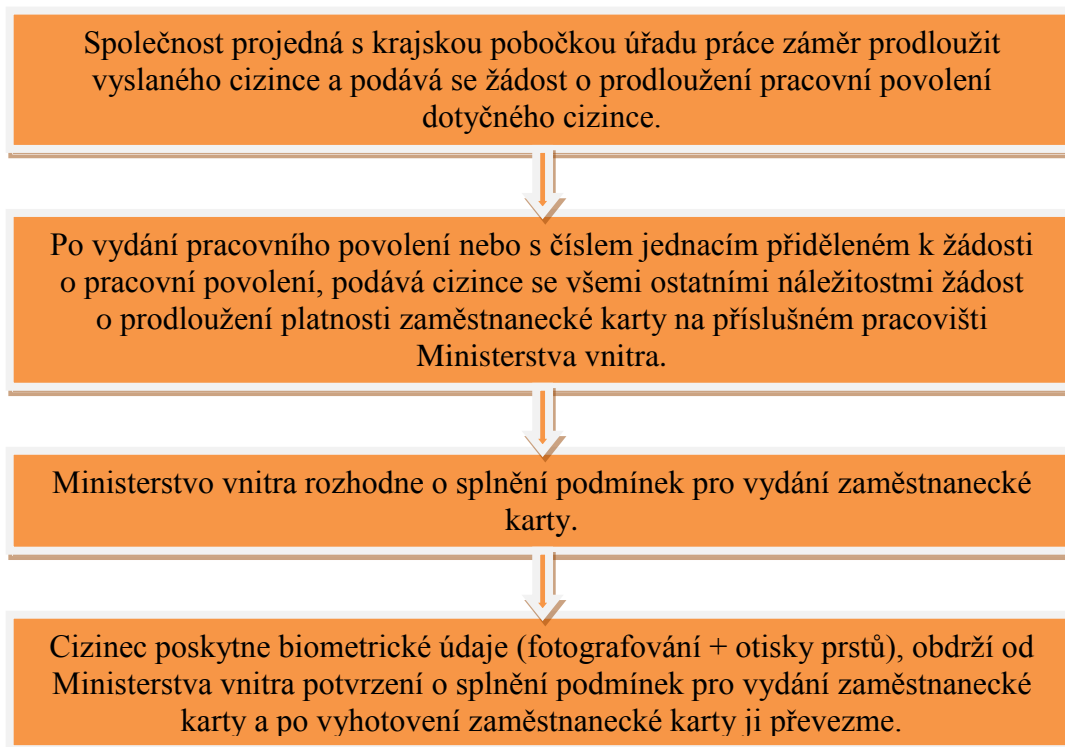 Společnost projedná s krajskou pobočkou úřadu práce záměr prodloužit
vyslaného cizince a podává se žádost o prodloužení pracovní povolení
dotyčného cizince.
Po vydání pracovního povolení nebo s číslem jednacím přiděleném k žádosti
o pracovní povolení, podává cizince se všemi ostatními náležitostmi žádost
o prodloužení platnosti zaměstnanecké karty na příslušném pracovišti
Ministerstva vnitra.
Ministerstvo vnitra rozhodne o splnění podmínek pro vydání zaměstnanecké
karty.
Cizinec poskytne biometrické údaje (fotografování + otisky prstů), obdrží od
Ministerstva vnitra potvrzení o splnění podmínek pro vydání zaměstnanecké
karty a po vyhotovení zaměstnanecké karty ji převezme.